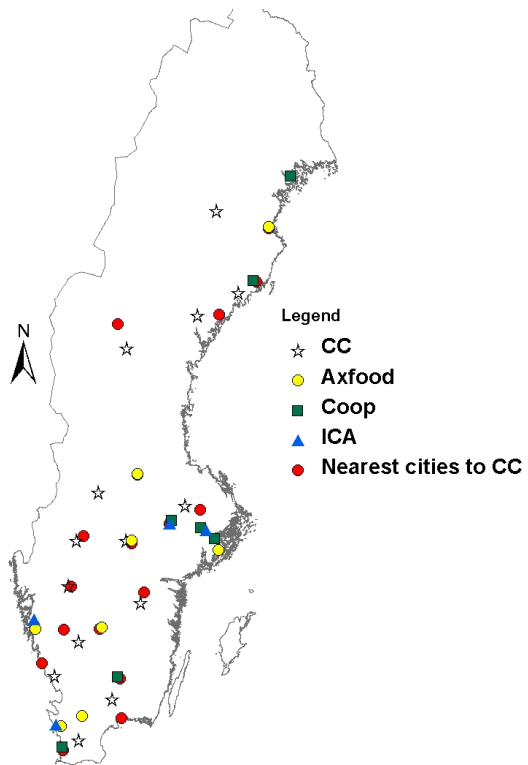 N
Legend
CC
Axfood
Coop
ICA
Nearest cities to CC